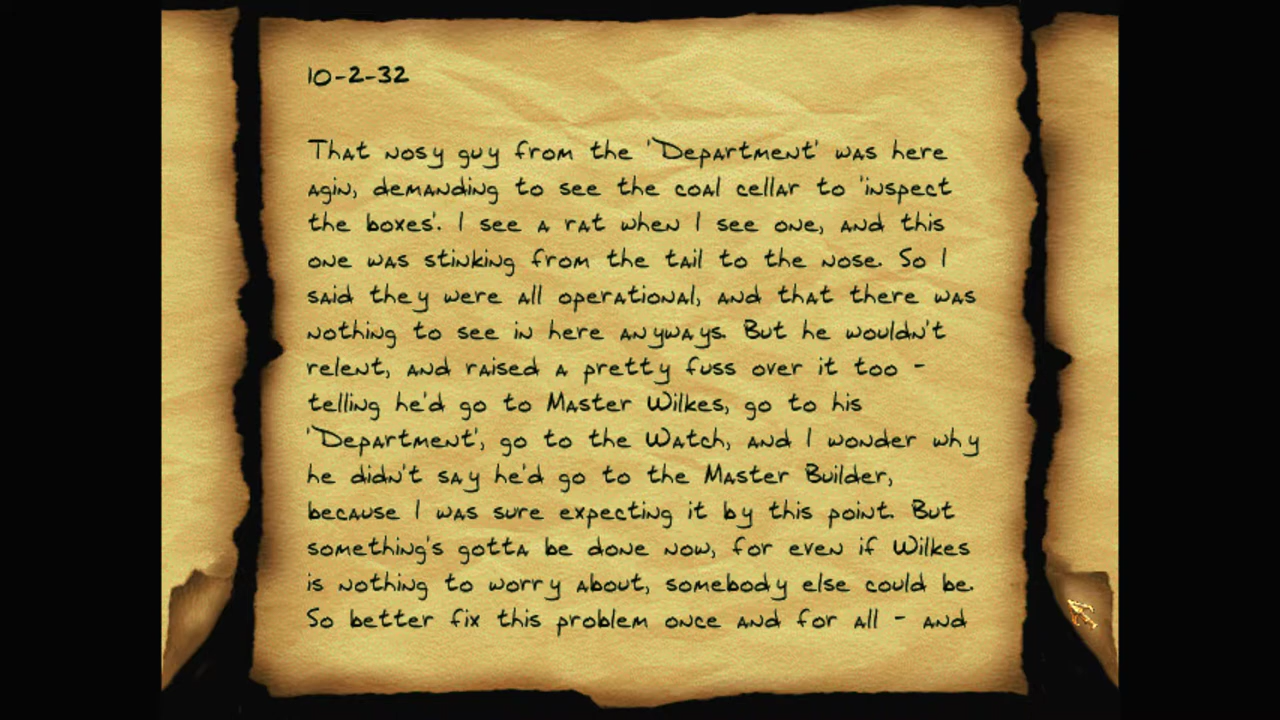 10-2-32
That nosy guy from the 'Department' was here
agin, demanding to see the coal cellar to 'inspect
the boxes'. I see a rat when I see one, and this
one was stinking from the tail to the nose. So I
said they were all operational, and that there was
nothing to see in here anyways. But he wouldn't
relent, and raised a pretty fuss over it too -
telling he'd go to Master Wilkes, go to his
'Department', go to the Watch, and I wonder why
he didn't say he'd go to the Master Builder,
because I was sure expecting it by this point. But
something's gotta be done now, for even if Wilkes
is nothing to worry about, somebody else could be.
So better fix this problem once and for all - and